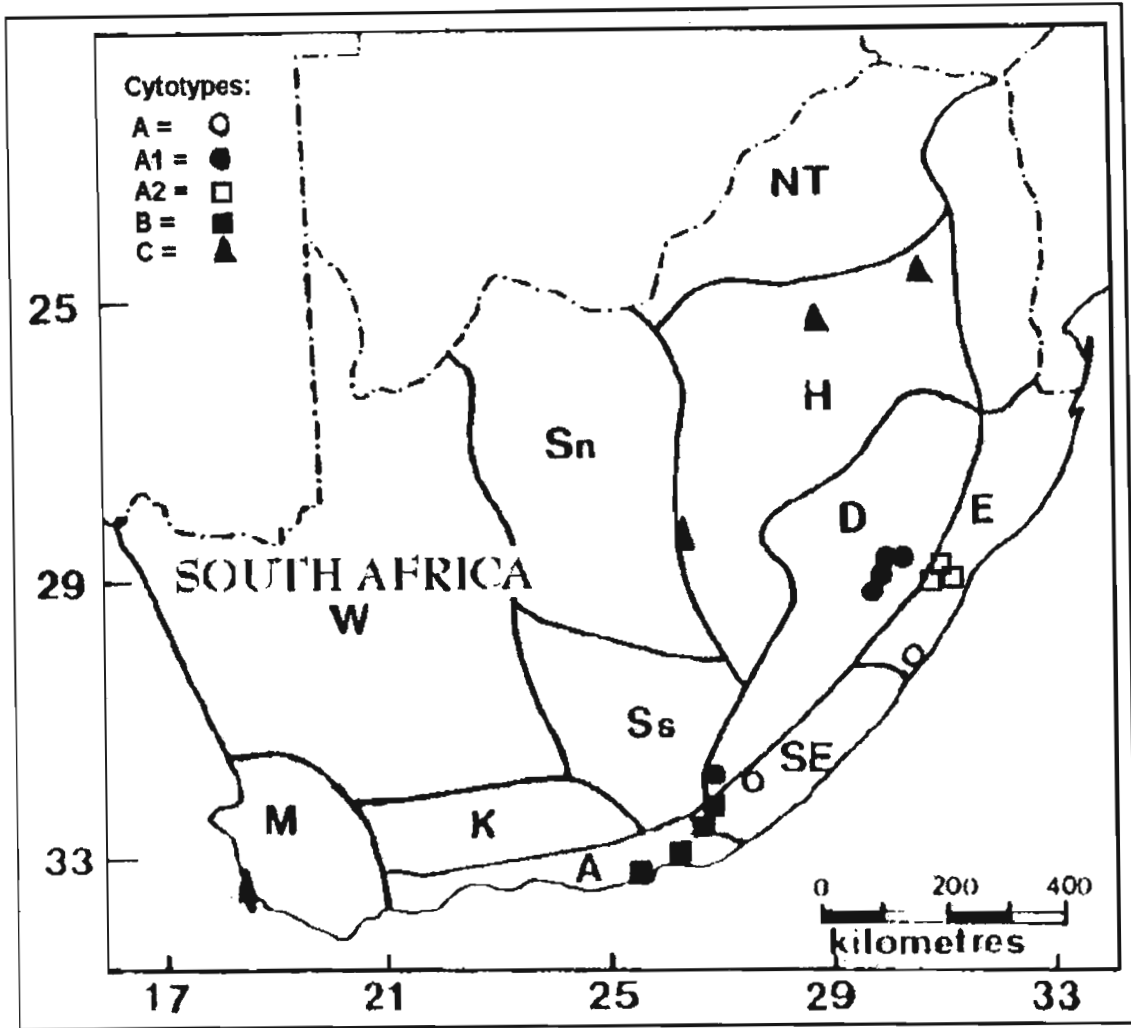 Cytotypes:
A =
A1 =
A2 =
B =
C =
NT
25
H
Sn
D
E
29
SOUTH AFRICA
W
Ss
SE
M
K
33
A
0 200 400
kilometres
17 21 25 29 33